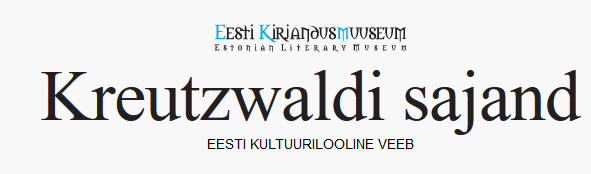 Eesti KirjandusMuuseum
Estonian Literary Museum
Kreutzwaldi sajand
EESTI KULTUURILOOLINE VEEB